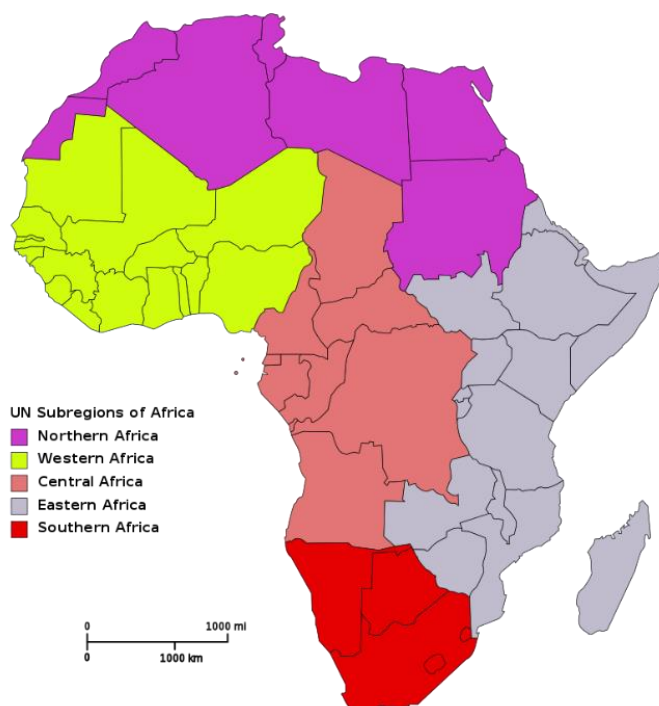 UN Subregions of Africa
Northern Africa
Western Africa
Central Africa
Eastern Africa
Southern Africa
0 1000 mi
0 1000 km